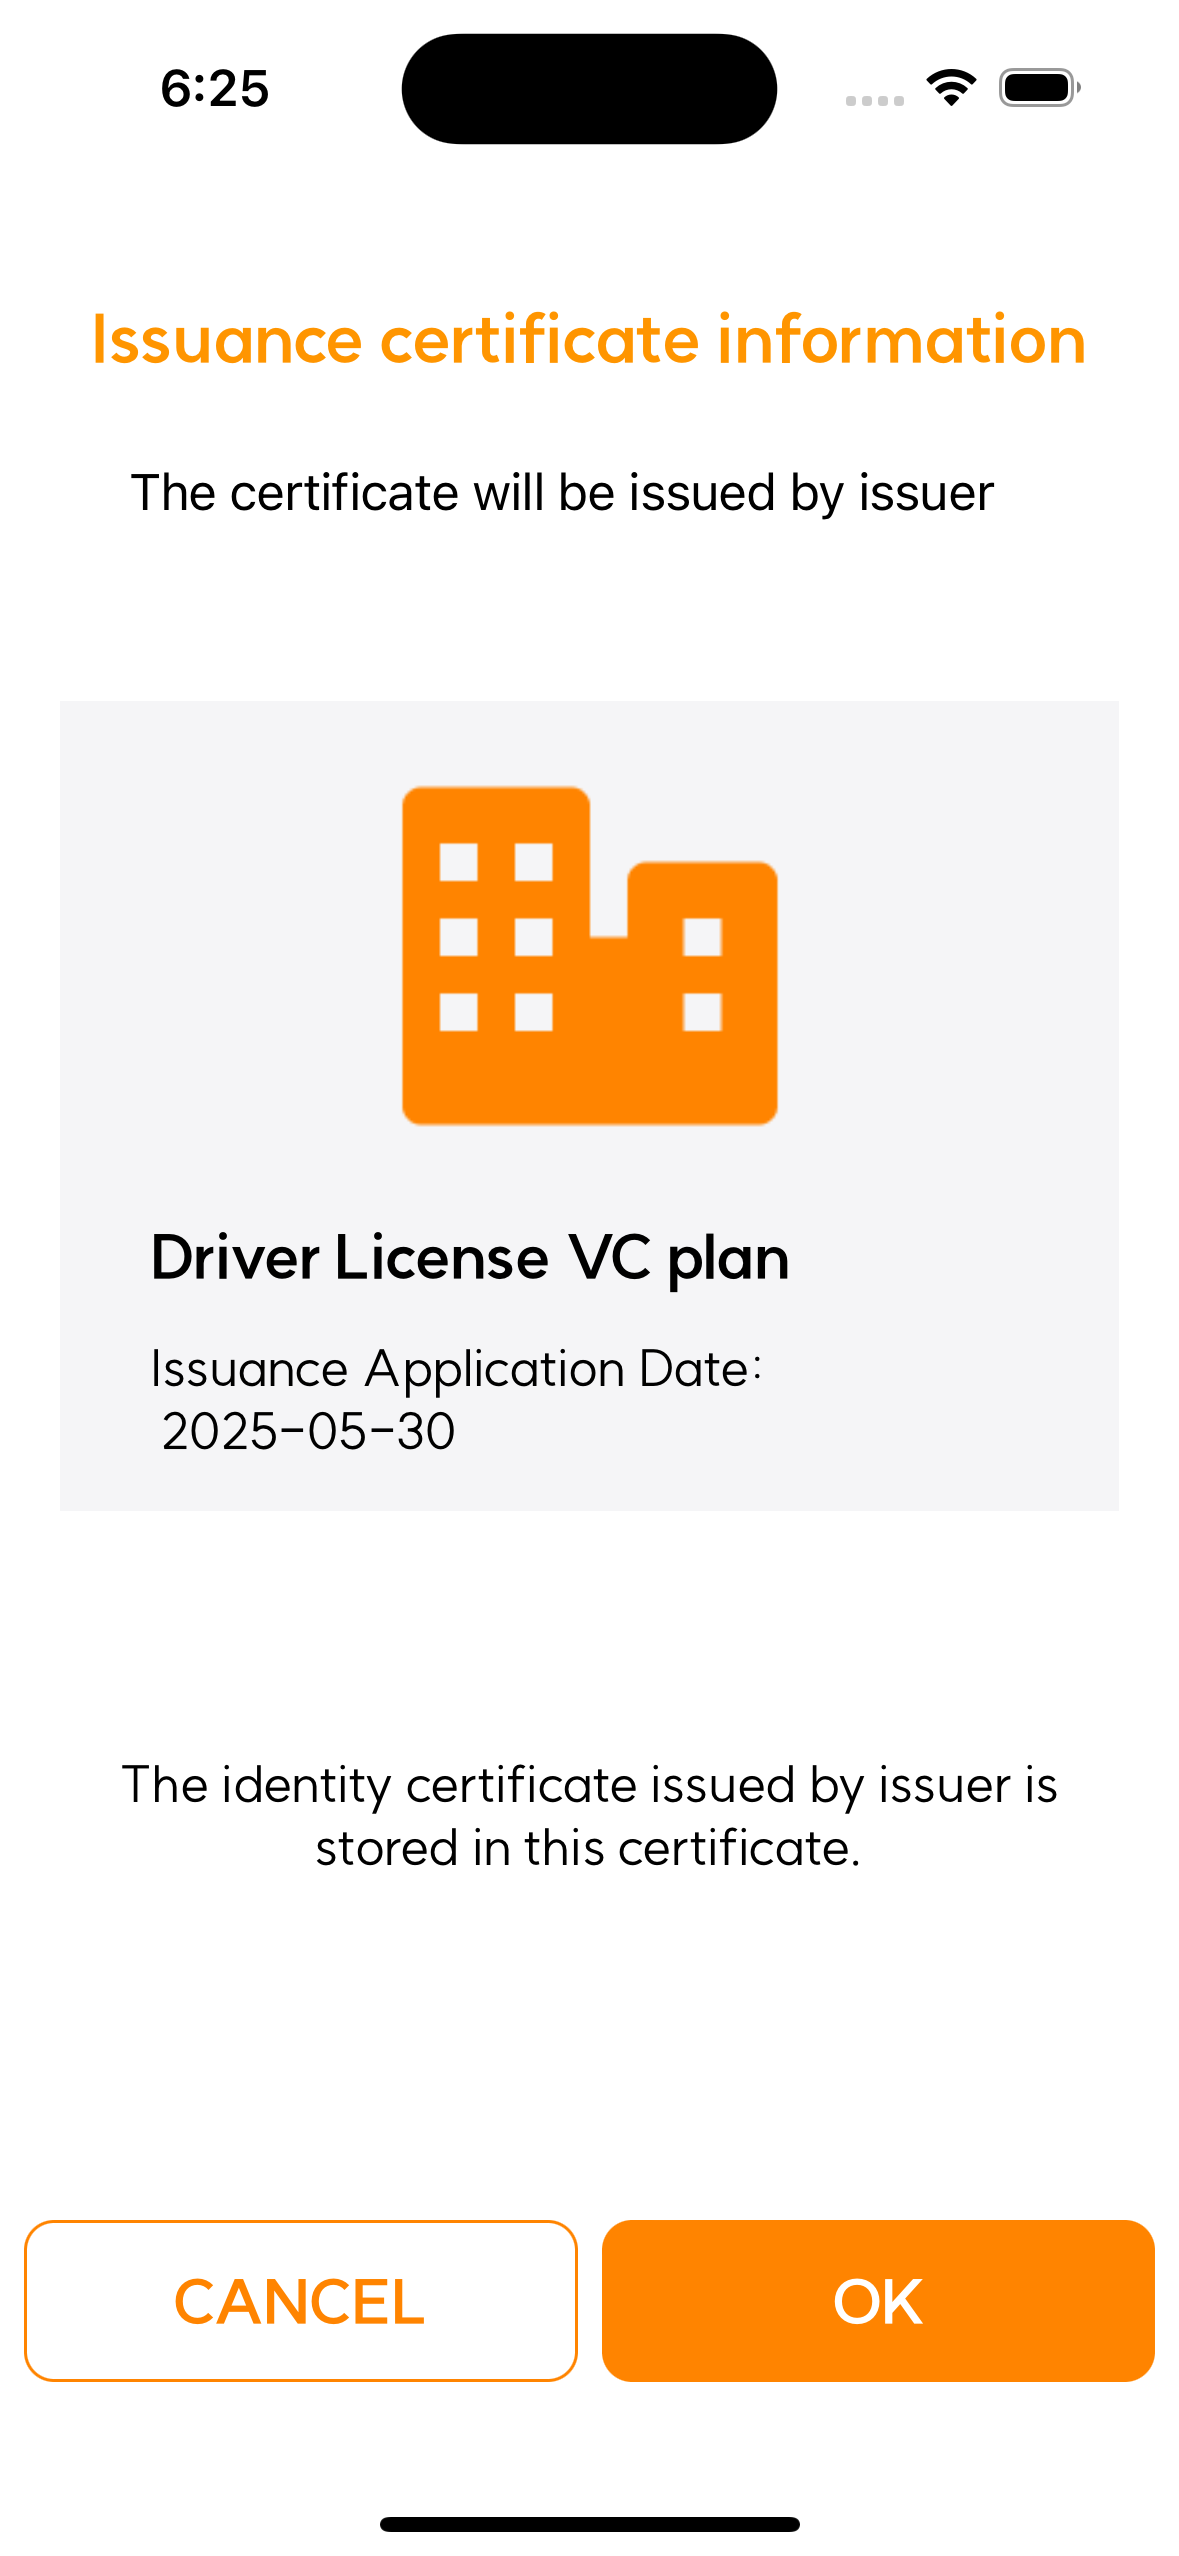 6:25
Issuance certificate information
The certificate will be issued by issuer
Driver License VC plan
Issuance Application Date:
2025-05-30
The identity certificate issued by issuer is
stored in this certificate.
CANCEL
OK